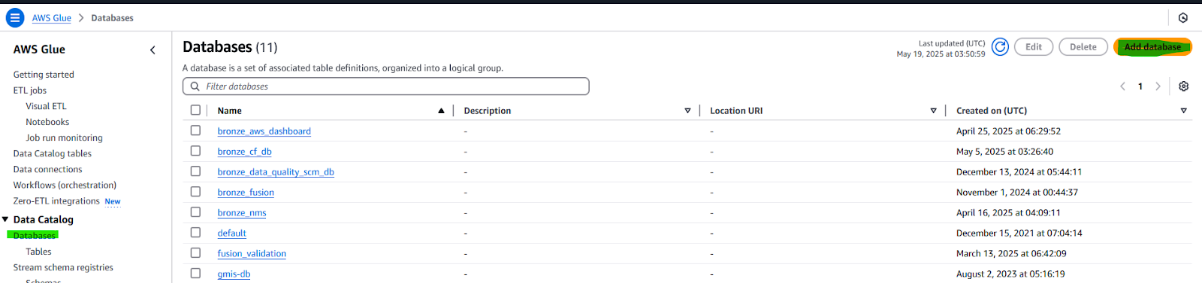 AWS Glue > Databases
AWS Glue
Getting started
ETL jobs
Visual ETL
Notebooks
Job run monitoring
Data Catalog tables
Data connections
Workflows (orchestration)
Zero-ETL integrations New
Data Catalog
Databases
Tables
Stream schema registries
Schemas
Databases (11)
Last updated (UTC)
May 19, 2025 at 03:50:59
Edit
Delete
Add database
A database is a set of associated table definitions, organized into a logical group.
Filter databases
1
Name Description Location URI Created on (UTC)
bronze_aws_dashboard - - April 25, 2025 at 06:29:52
bronze_cf_db - - May 5, 2025 at 03:26:40
bronze_data_quality_scm_db - - December 13, 2024 at 05:44:11
bronze_fusion - - November 1, 2024 at 00:44:37
bronze_nms - - April 16, 2025 at 04:09:11
default - - December 15, 2021 at 07:04:14
fusion_validation - - March 13, 2025 at 06:42:09
gmis-db - - August 2, 2023 at 05:16:19